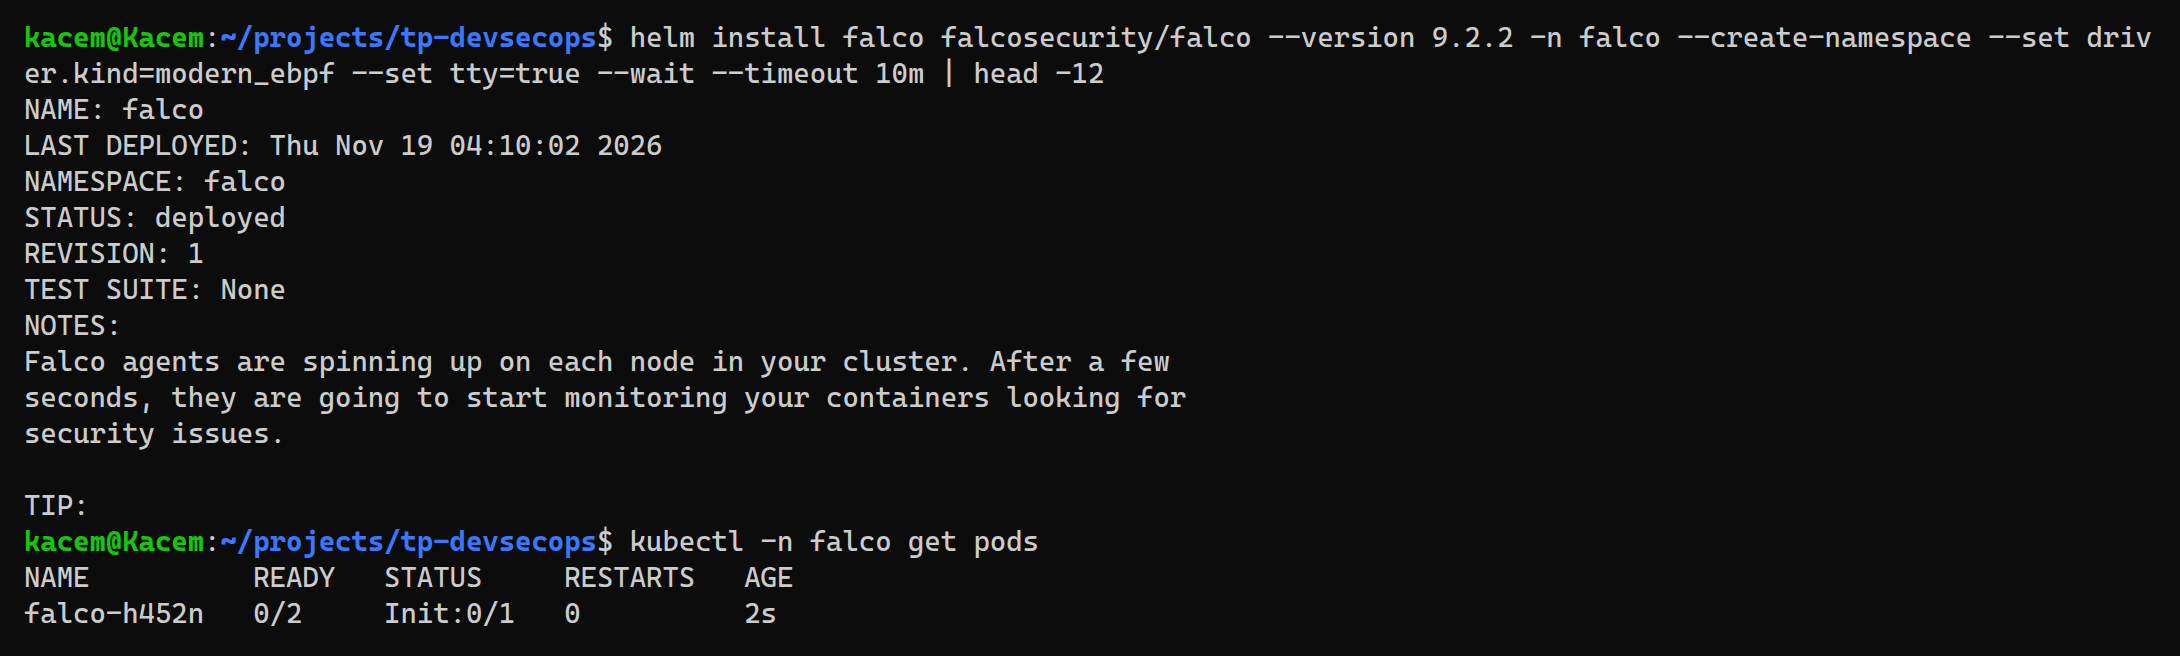 kacem@Kacem:~/projects/tp-devsecops$ helm install falco falcosecurity/falco --version 9.2.2 -n falco --create-namespace --set driv
er.kind=modern_ebpf --set tty=true --wait --timeout 10m | head -12
NAME: falco
LAST DEPLOYED: Thu Nov 19 04:10:02 2026
NAMESPACE: falco
STATUS: deployed
REVISION: 1
TEST SUITE: None
NOTES:
Falco agents are spinning up on each node in your cluster. After a few
seconds, they are going to start monitoring your containers looking for
security issues.

TIP:
kacem@Kacem:~/projects/tp-devsecops$ kubectl -n falco get pods
NAME          READY   STATUS     RESTARTS   AGE
falco-h452n   0/2     Init:0/1   0          2s